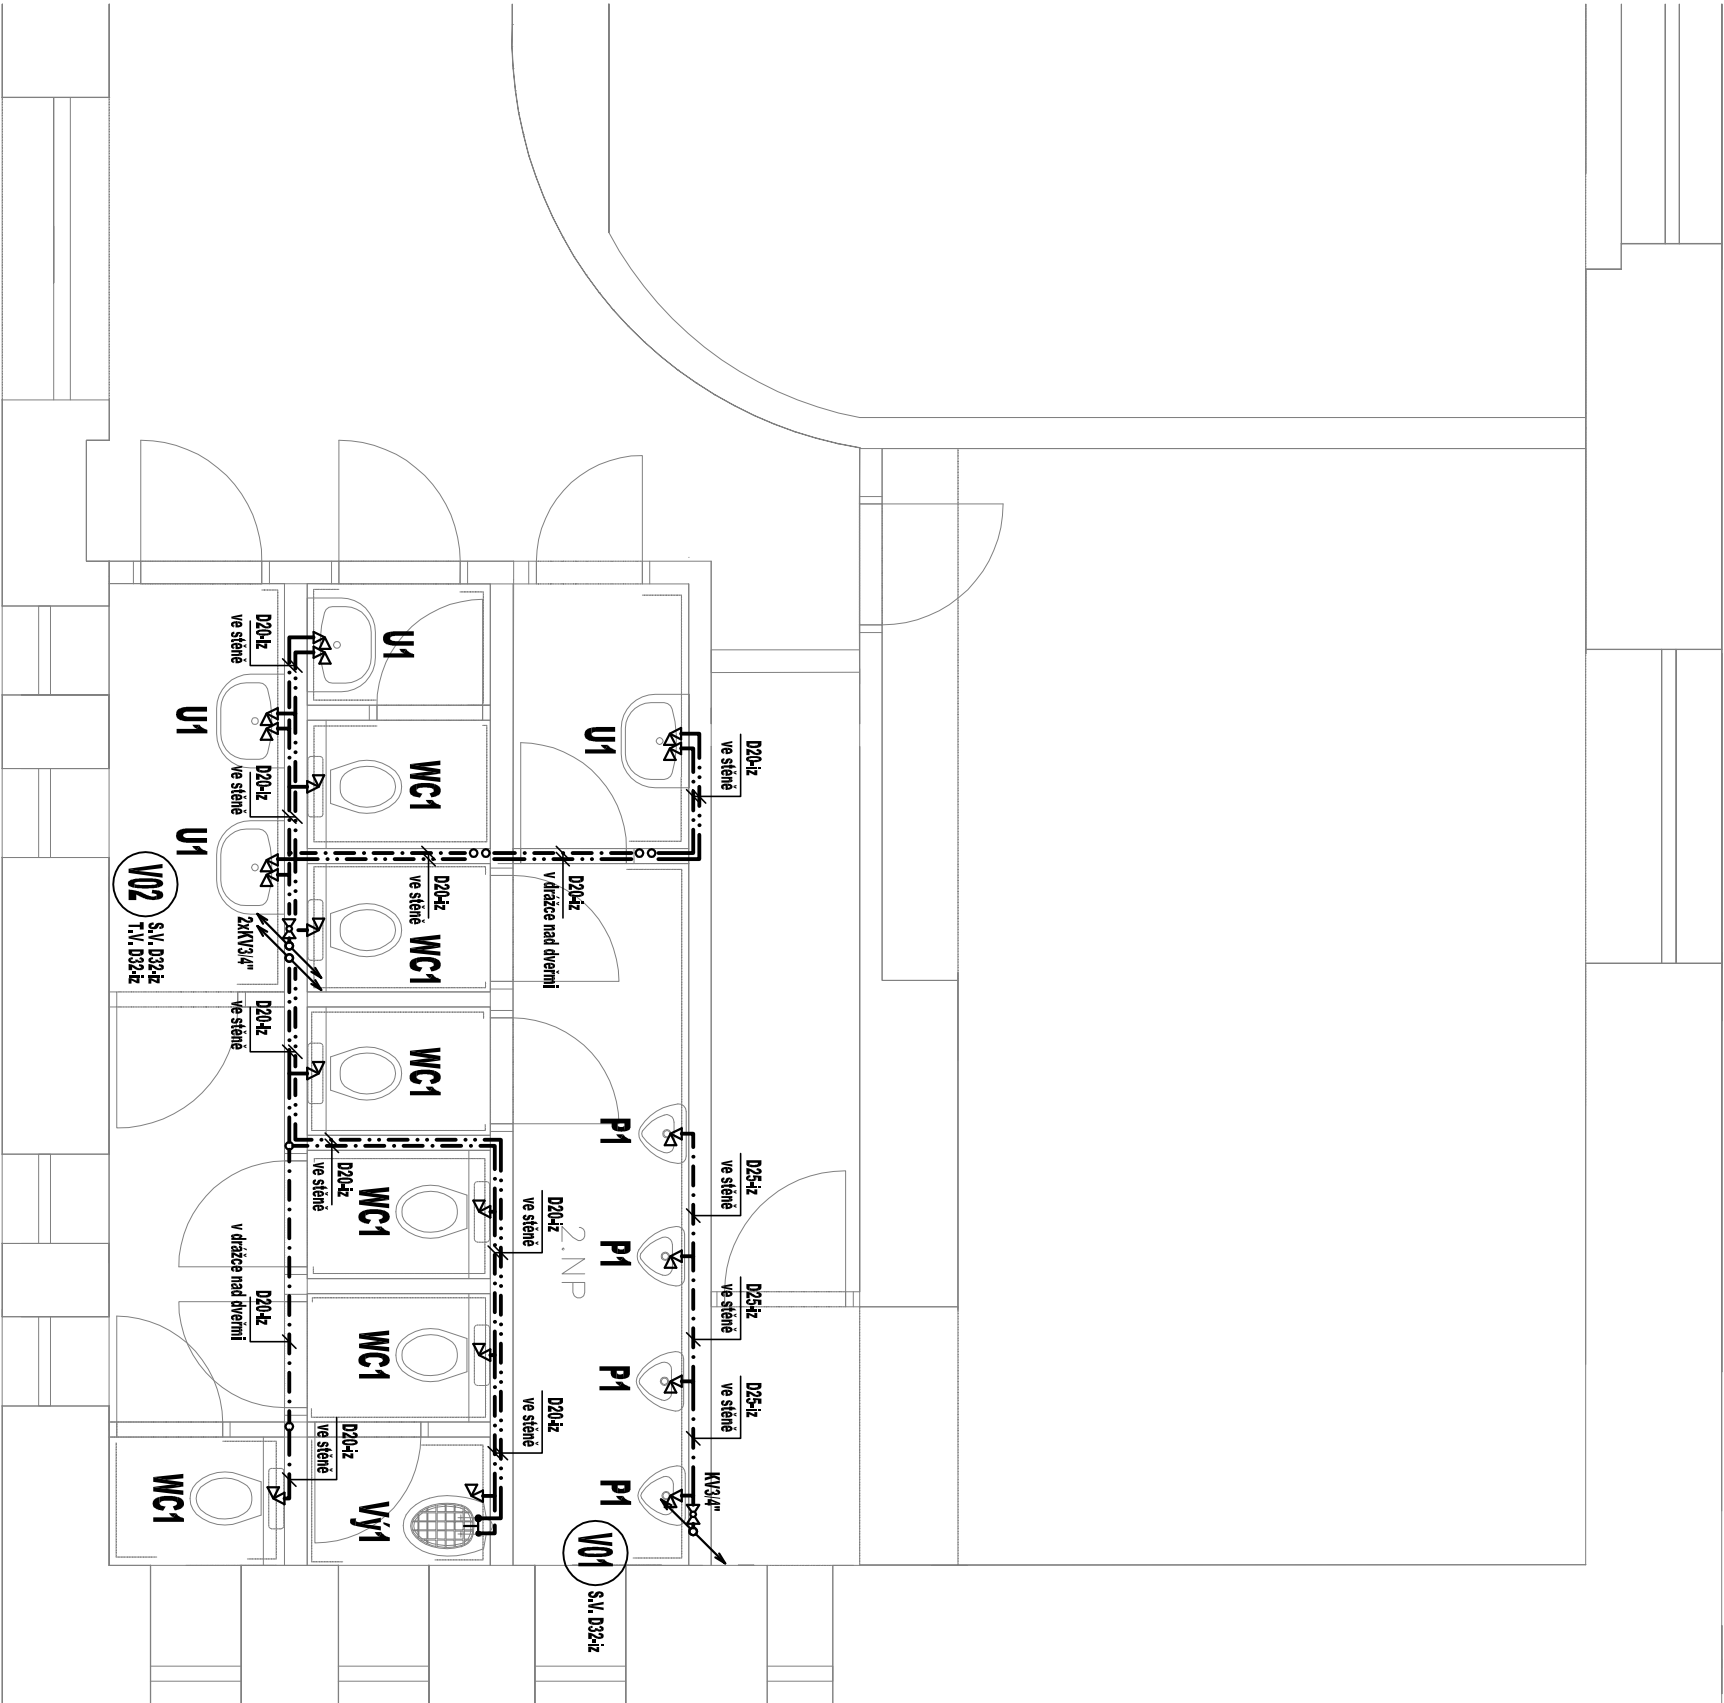 U1
D20-iz
ve stěně
U1
U1
D20-iz
ve stěně
WC1
D20-iz
ve stěně
U1
D20-iz
ve stěně
D20-iz
v drážce nad dveřmi
V02
S.V. D32-iz
T.V. D32-iz
2xKV3/4"
WC1
D20-iz
ve stěně
WC1
P1
D20-iz
ve stěně
WC1
D20-iz
ve stěně
D25-iz
ve stěně
2.NP
P1
D20-iz
v drážce nad dveřmi
D25-iz
ve stěně
WC1
P1
D20-iz
ve stěně
D25-iz
ve stěně
D20-iz
ve stěně
WC1
Vý1
P1
KV3/4"
V01
S.V. D32-iz